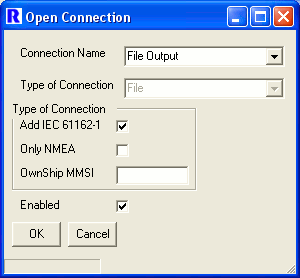 R Open Connection
Connection Name File Output
Type of Connection File
Type of Connection
Add IEC 61162-1
Only NMEA
OwnShip MMSI
Enabled
OK Cancel